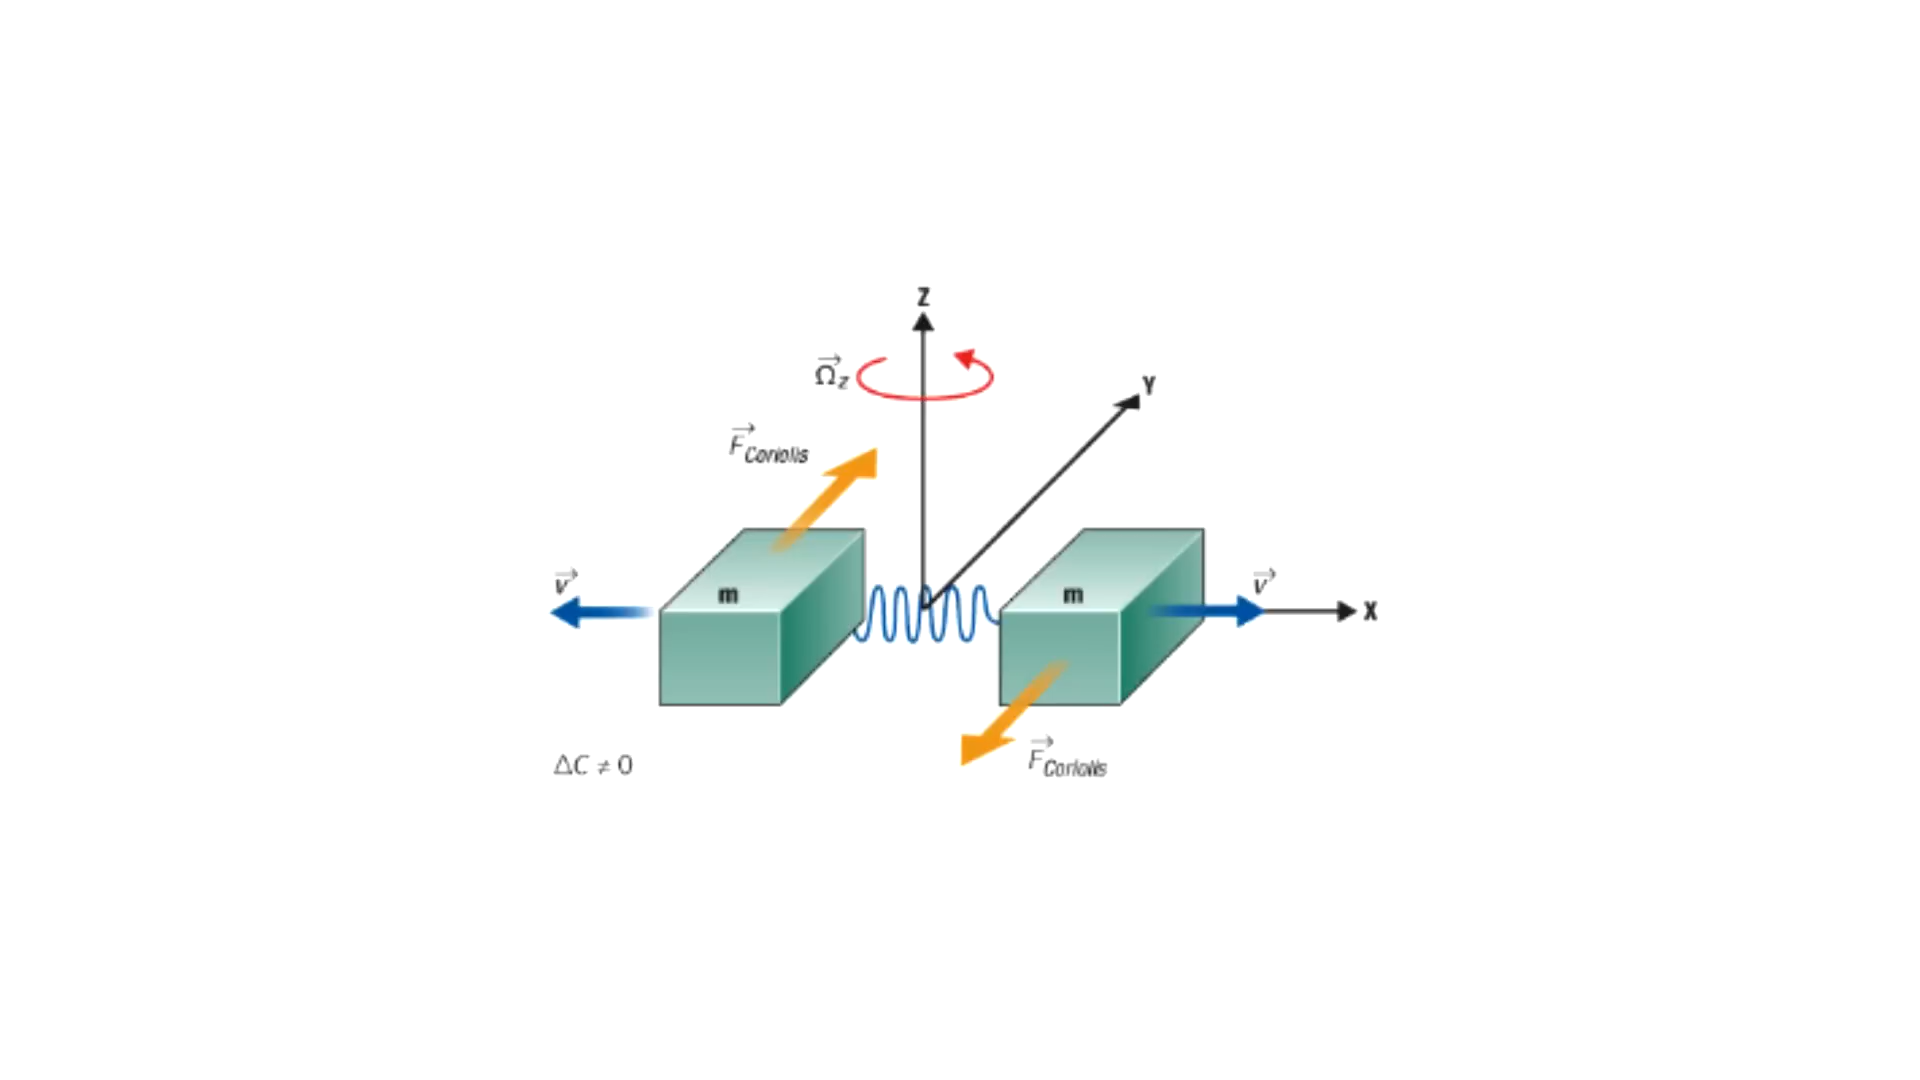 Z
Y
Ω⃗z
F⃗Coriolis
v⃗
m
m
v⃗
X
F⃗Coriolis
ΔC ≠ 0